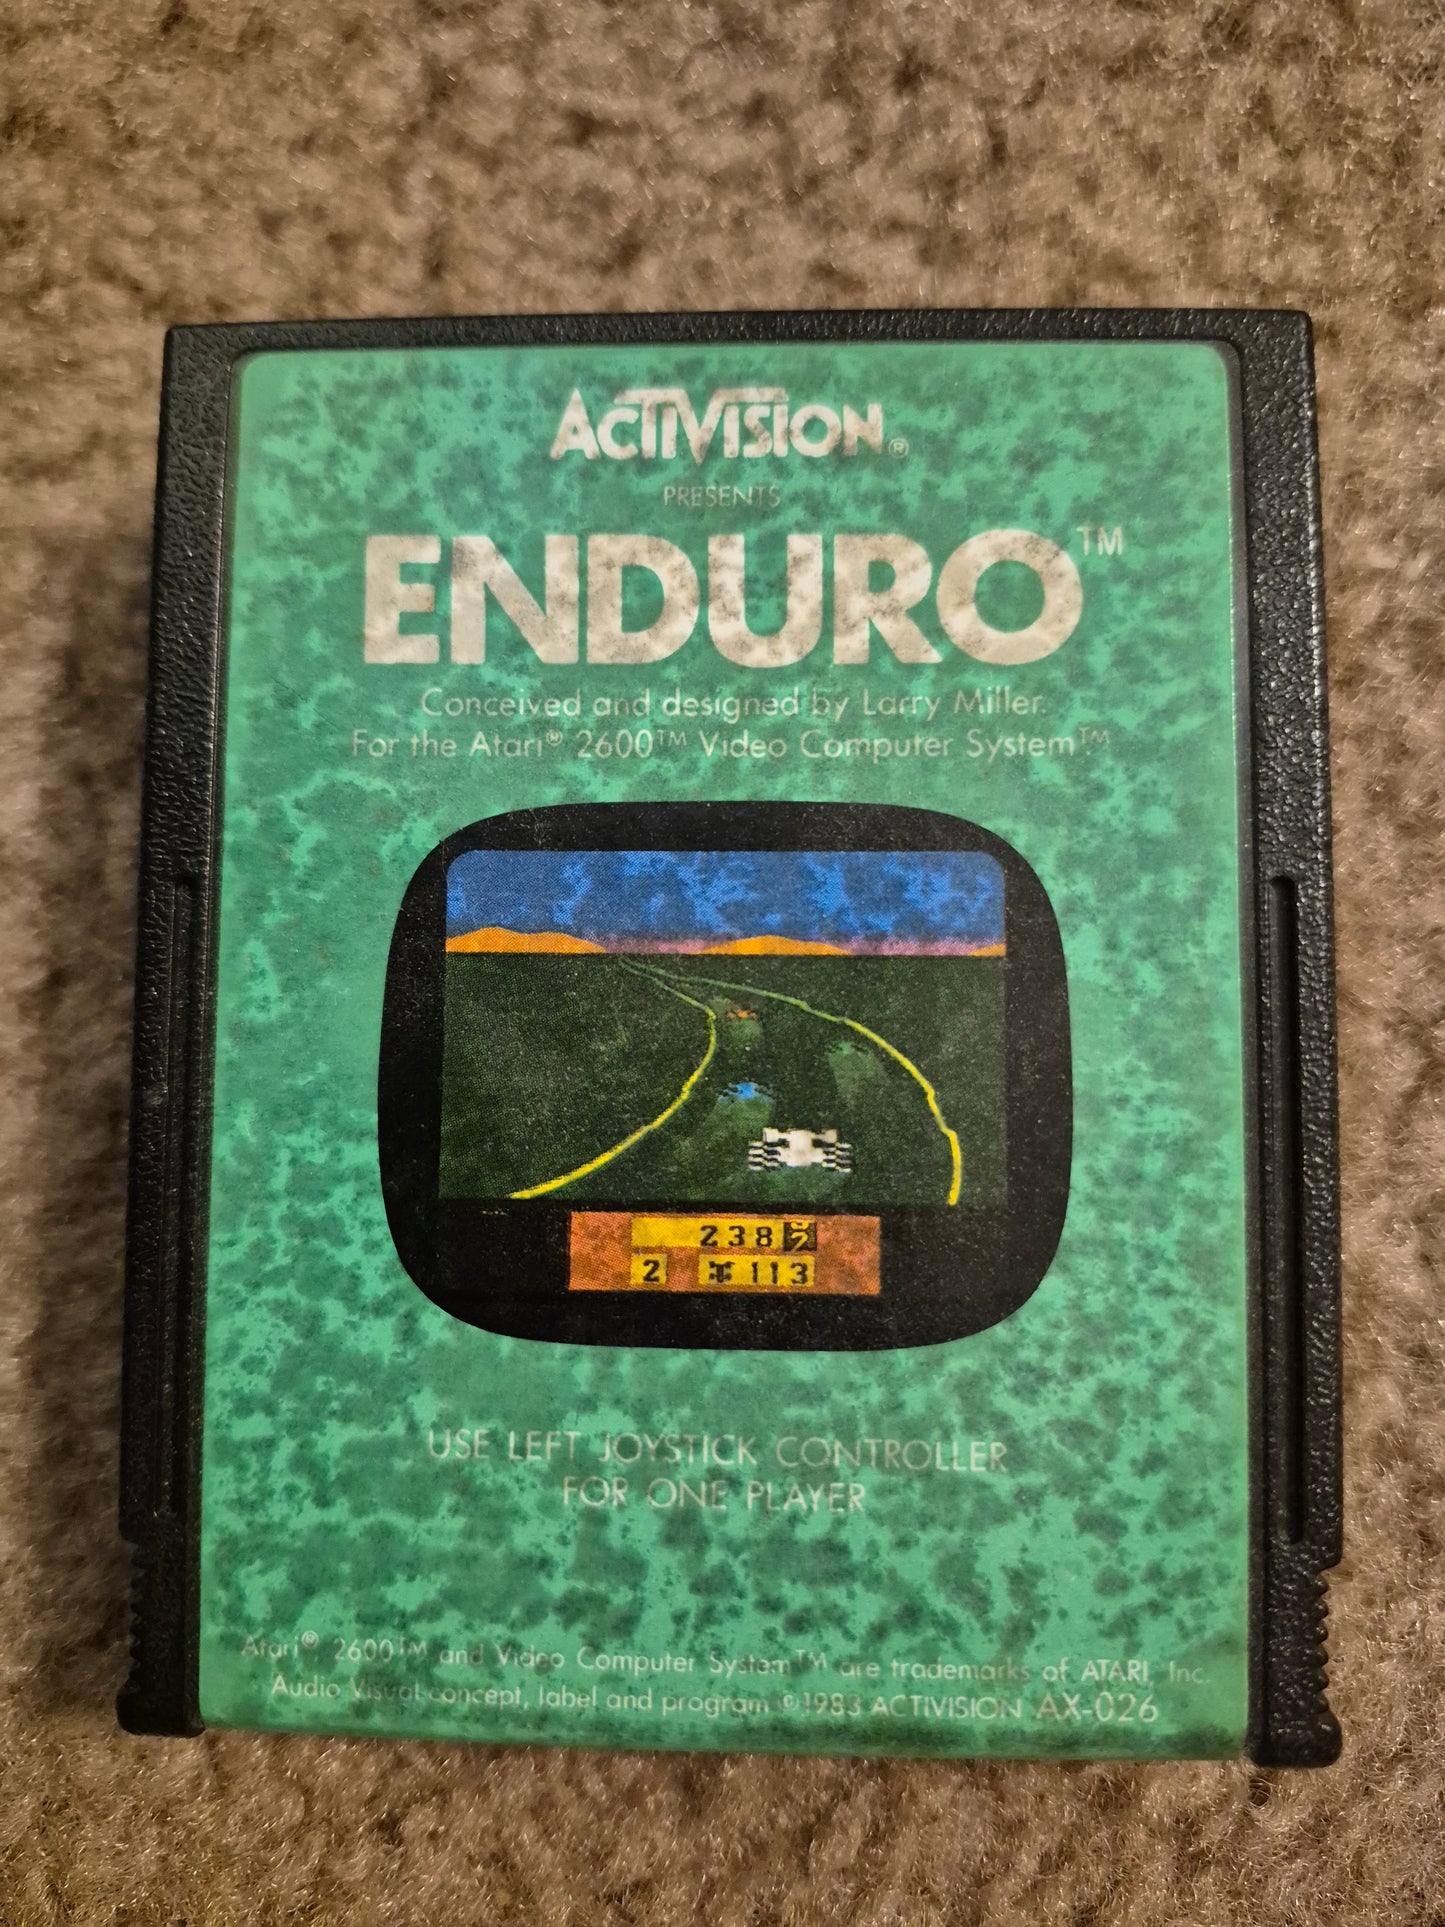 ACTIVISION®
PRESENTS
ENDURO™
Conceived and designed by Larry Miller.
For the Atari® 2600™ Video Computer System™
2382
2 113
USE LEFT JOYSTICK CONTROLLER
FOR ONE PLAYER
Atari® 2600™ and Video Computer System™ are trademarks of ATARI, Inc.
Audio Visual concept, label and program ©1983 ACTIVISION AX-026